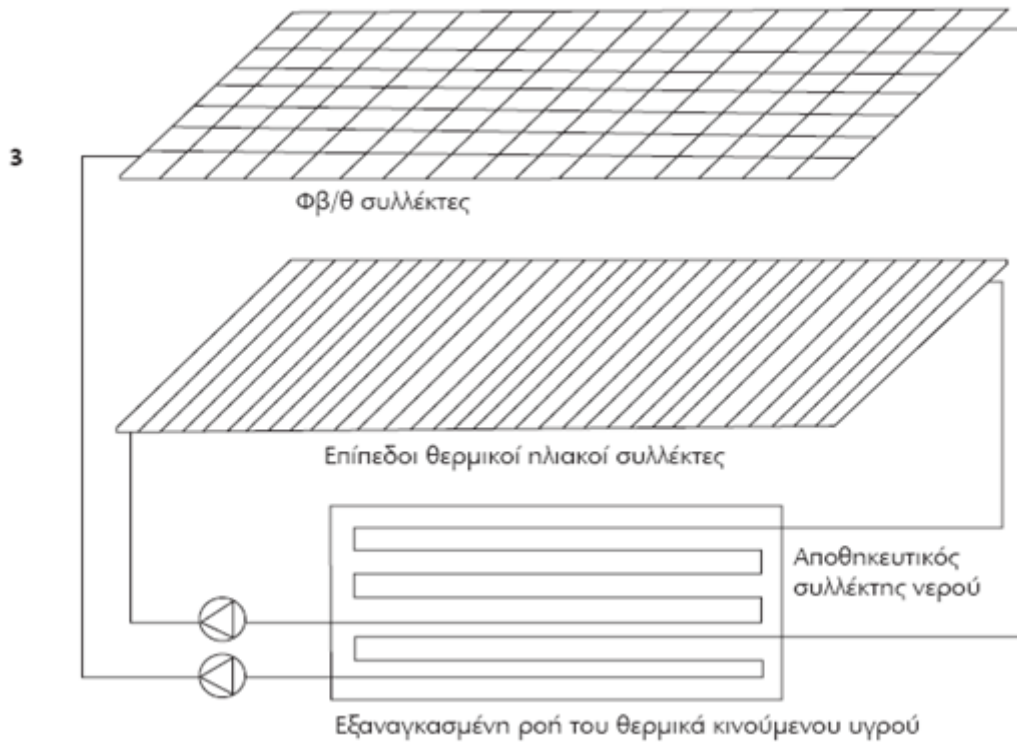 3
Φβ/θ συλλέκτες
Επίπεδοι θερμικοί ηλιακοί συλλέκτες
Αποθηκευτικός
συλλέκτης νερού
Εξαναγκασμένη ροή του θερμικά κινούμενου υγρού